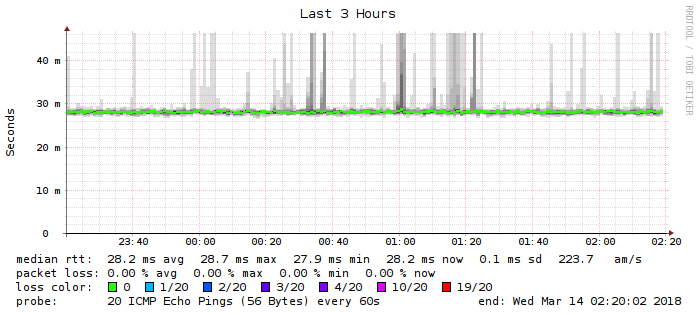 Last 3 Hours
RRDTOOL / TOBI OETIKER
Seconds
40 m
30 m
20 m
10 m
0
23:40 00:00 00:20 00:40 01:00 01:20 01:40 02:00 02:20
median rtt: 28.2 ms avg 28.7 ms max 27.9 ms min 28.2 ms now 0.1 ms sd 223.7 am/s
packet loss: 0.00 % avg 0.00 % max 0.00 % min 0.00 % now
loss color: 0 1/20 2/20 3/20 4/20 10/20 19/20
probe: 20 ICMP Echo Pings (56 Bytes) every 60s end: Wed Mar 14 02:20:02 2018